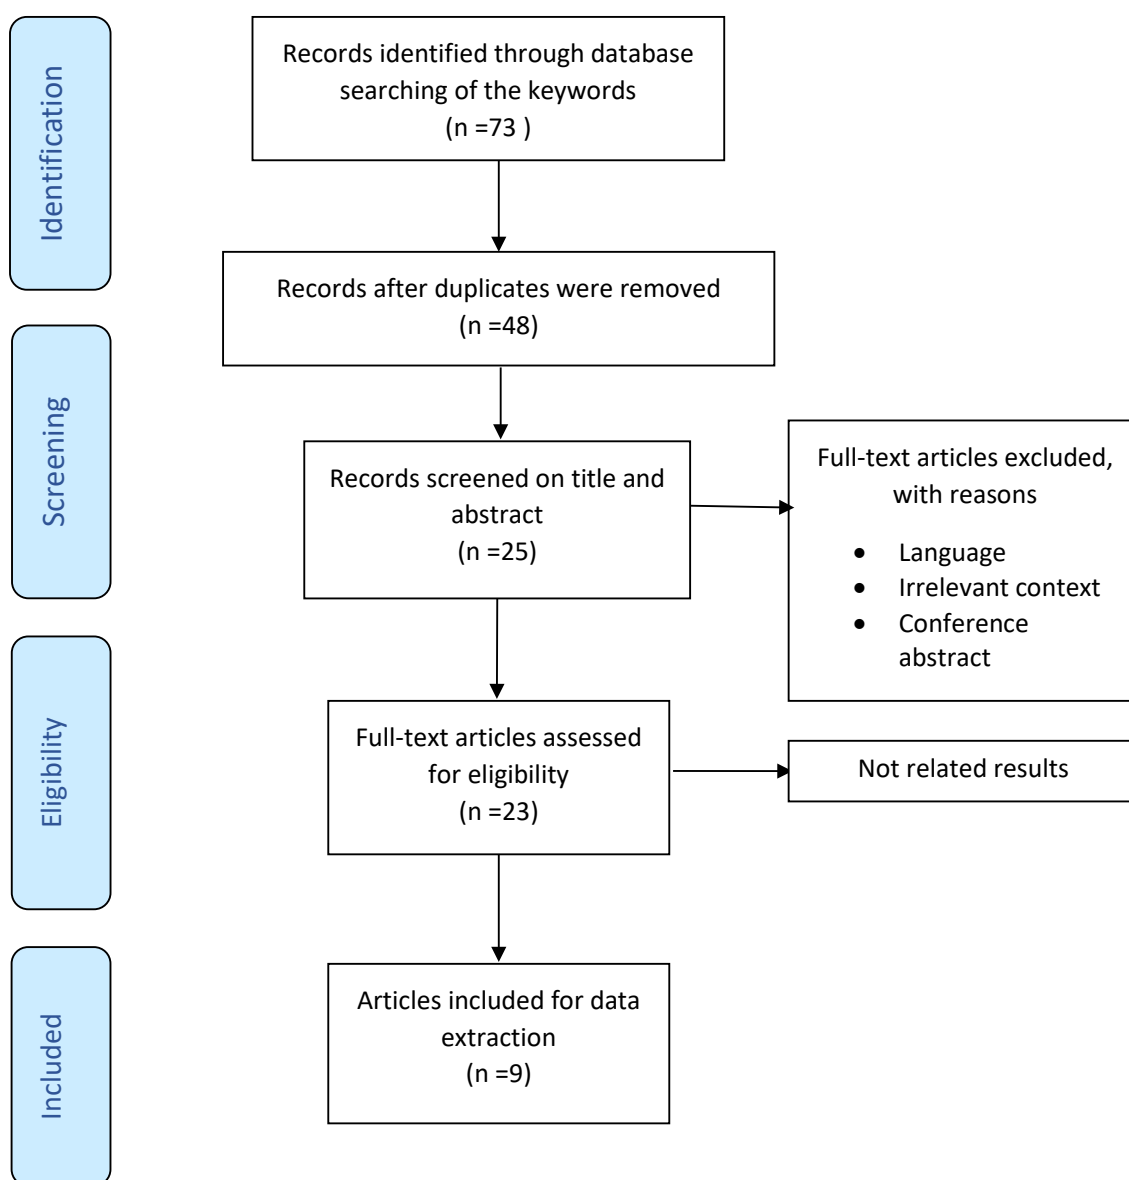 Identification
Records identified through database
searching of the keywords
(n =73 )
Records after duplicates were removed
(n =48)
Screening
Records screened on title and
abstract
(n =25)
Full-text articles excluded,
with reasons
• Language
• Irrelevant context
• Conference
abstract
Eligibility
Full-text articles assessed
for eligibility
(n =23)
Not related results
Included
Articles included for data
extraction
(n =9)